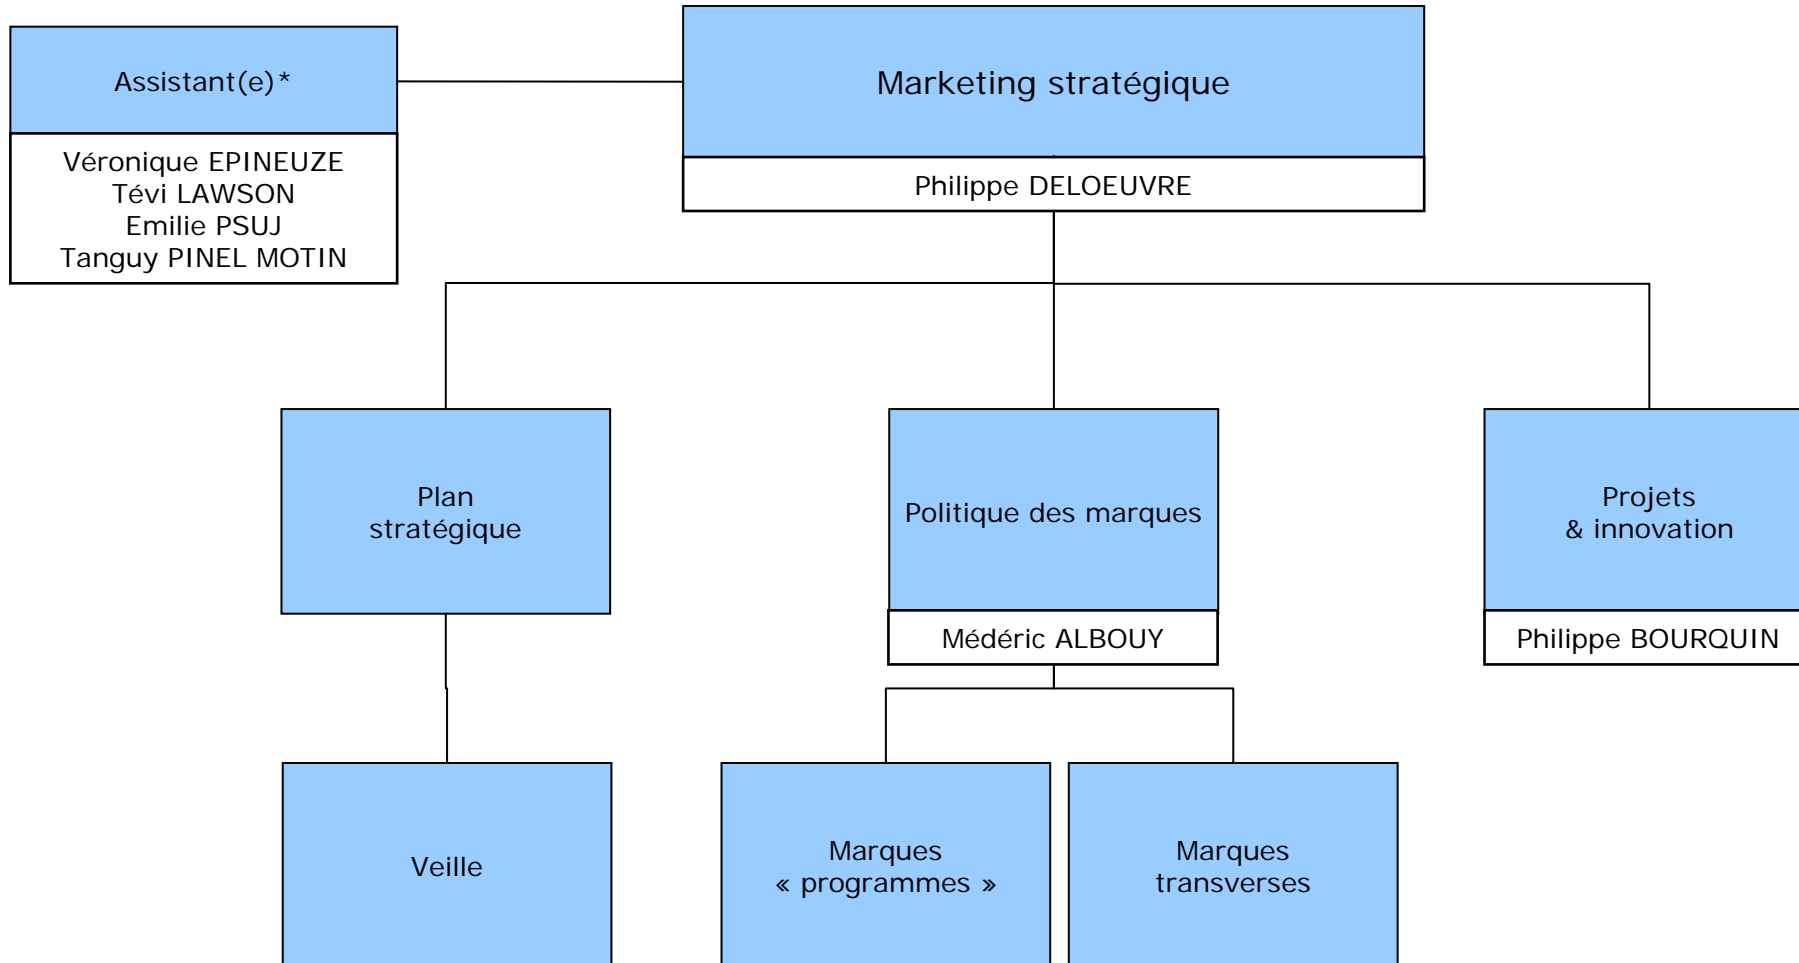 Assistant(e)*
Véronique EPINEUZE
Tévi LAWSON
Emilie PSUJ
Tanguy PINEL MOTIN
Marketing stratégique
Philippe DELOEUVRE
Plan
stratégique
Politique des marques
Médéric ALBOUY
Projets
& innovation
Philippe BOURQUIN
Veille
Marques
« programmes »
Marques
transverses